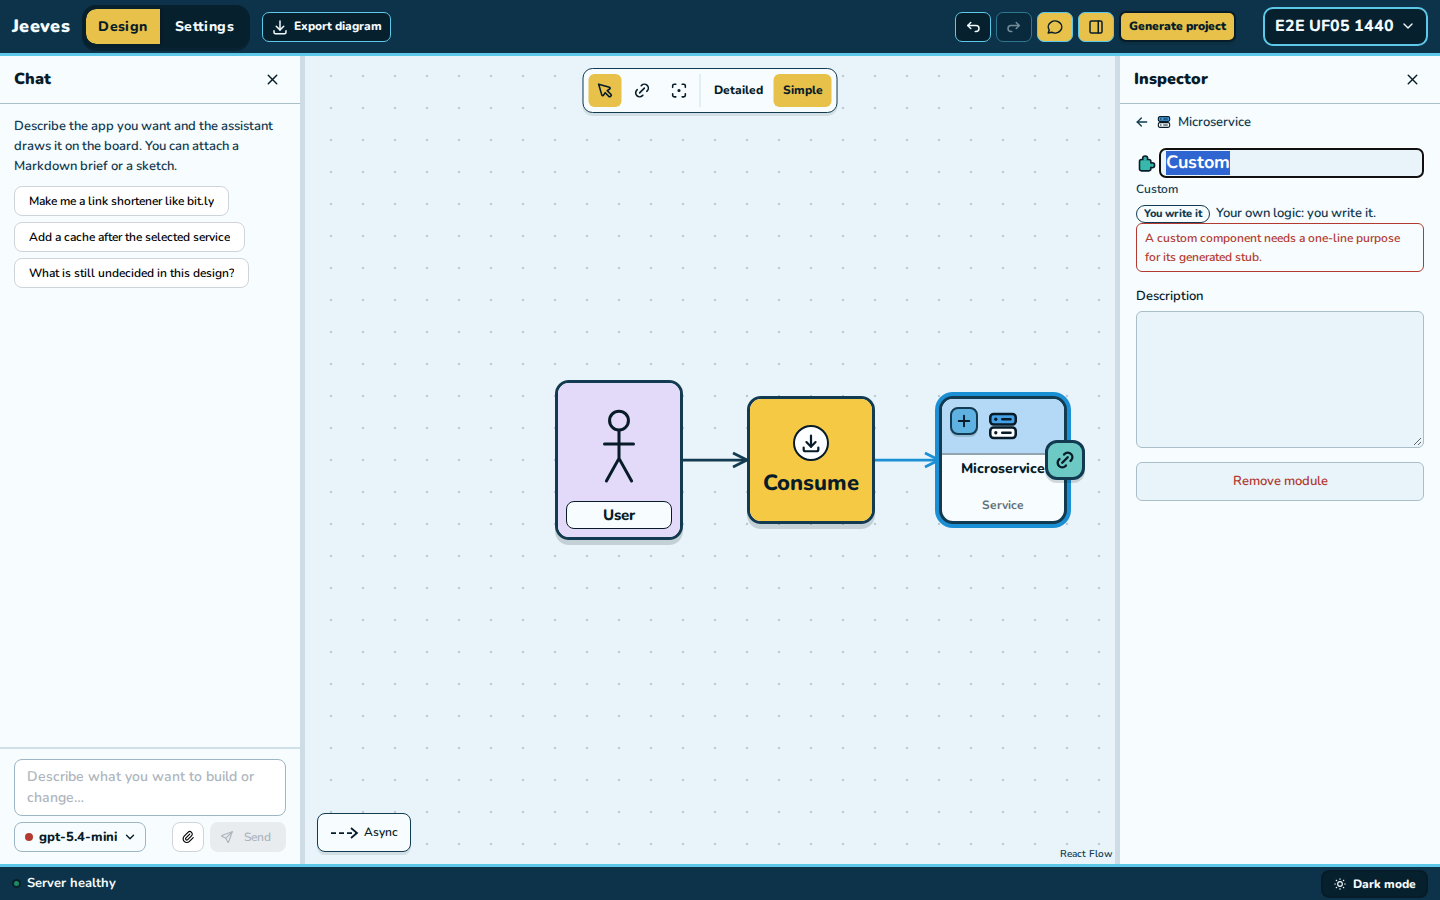 Jeeves
Design
Settings
Export diagram
Generate project
E2E UF05 1440
Chat
Describe the app you want and the assistant
draws it on the board. You can attach a
Markdown brief or a sketch.
Make me a link shortener like bit.ly
Add a cache after the selected service
What is still undecided in this design?
Describe what you want to build or
change...
gpt-5.4-mini
Send
Detailed
Simple
User
Consume
Microservice
Service
Async
React Flow
Inspector
Microservice
Custom
Custom
You write it Your own logic: you write it.
A custom component needs a one-line purpose
for its generated stub.
Description
Remove module
Server healthy
Dark mode